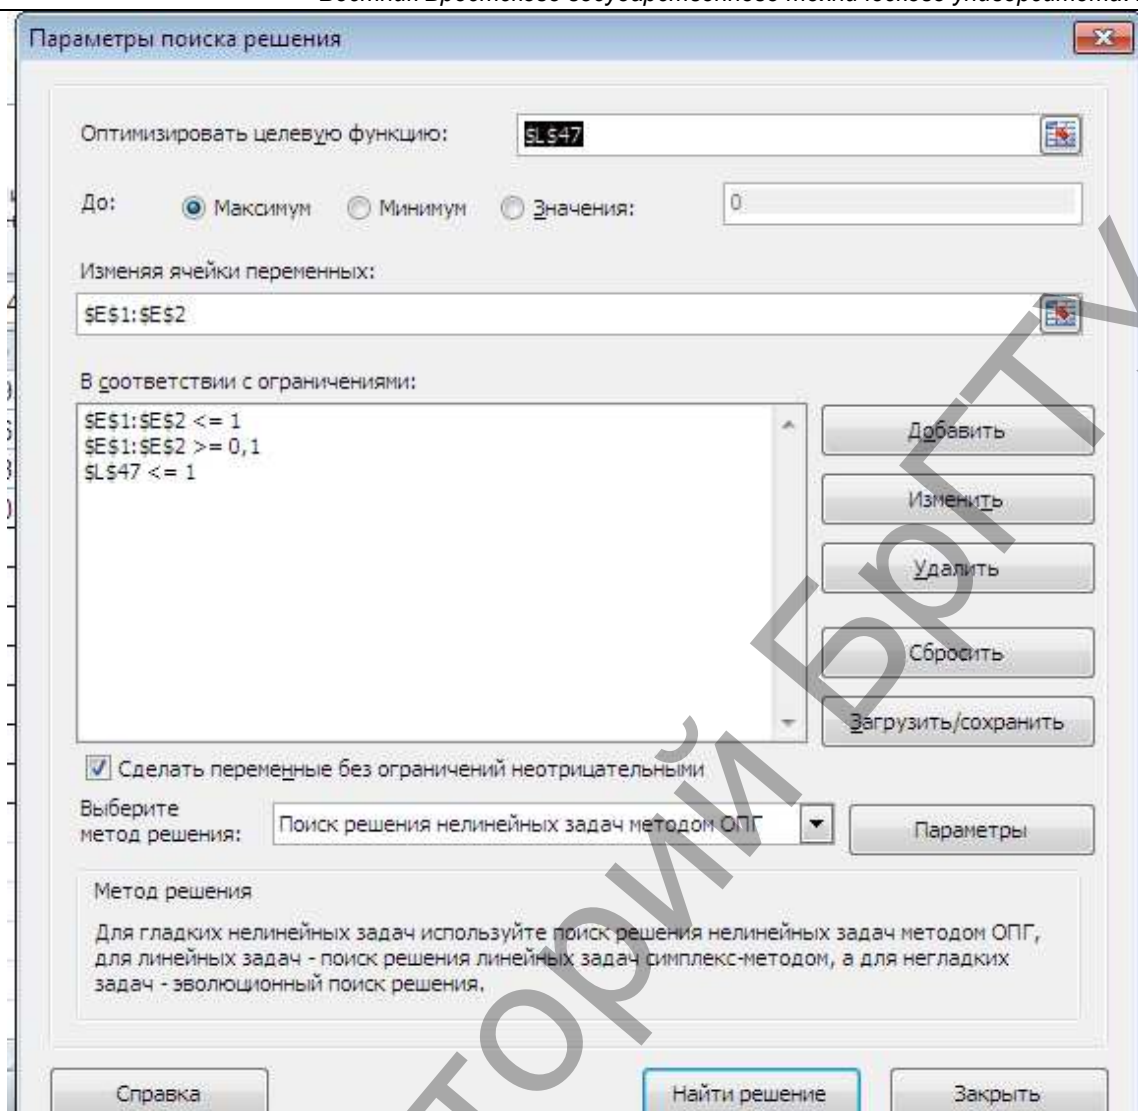 Параметры поиска решения
Оптимизировать целевую функцию:
$L$47
До:
Максимум
Минимум
Значения:
0
Изменяя ячейки переменных:
$E$1:$E$2
В соответствии с ограничениями:
$E$1:$E$2 <= 1
$E$1:$E$2 >= 0,1
$L$47 <= 1
Добавить
Изменить
Удалить
Сбросить
Загрузить/сохранить
Сделать переменные без ограничений неотрицательными
Выберите
метод решения:
Поиск решения нелинейных задач методом ОПГ
Параметры
Метод решения
Для гладких нелинейных задач используйте поиск решения нелинейных задач методом ОПГ,
для линейных задач - поиск решения линейных задач симплекс-методом, а для негладких
задач - эволюционный поиск решения.
Справка
Найти решение
Закрыть
торий БрГТУ